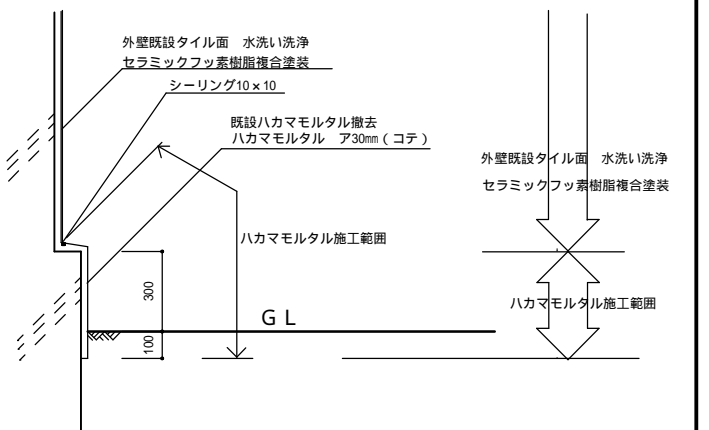 外壁既設タイル面　水洗い洗浄
セラミックフッ素樹脂複合塗装
シーリング10×10
既設ハカマモルタル撤去
ハカマモルタル　ア30㎜（コテ）
ハカマモルタル施工範囲
300
100
ＧＬ
外壁既設タイル面　水洗い洗浄
セラミックフッ素樹脂複合塗装
ハカマモルタル施工範囲